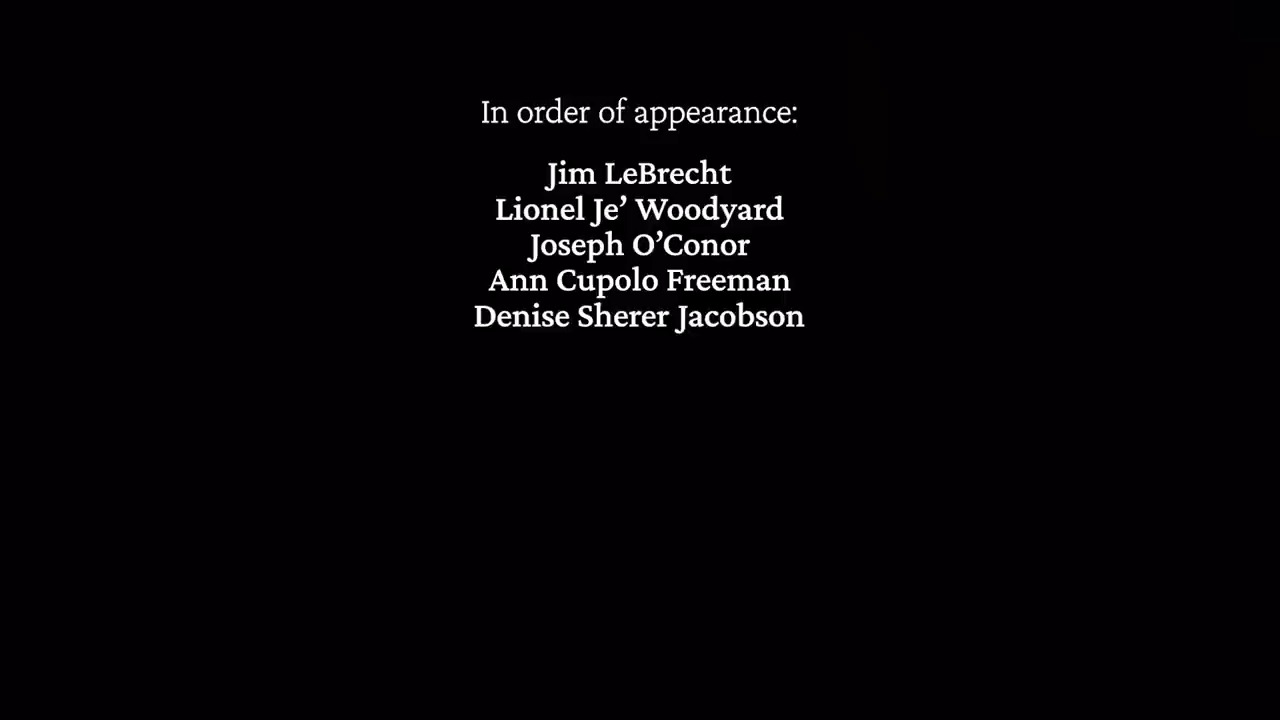 In order of appearance:
Jim LeBrecht
Lionel Je’ Woodyard
Joseph O’Conor
Ann Cupolo Freeman
Denise Sherer Jacobson